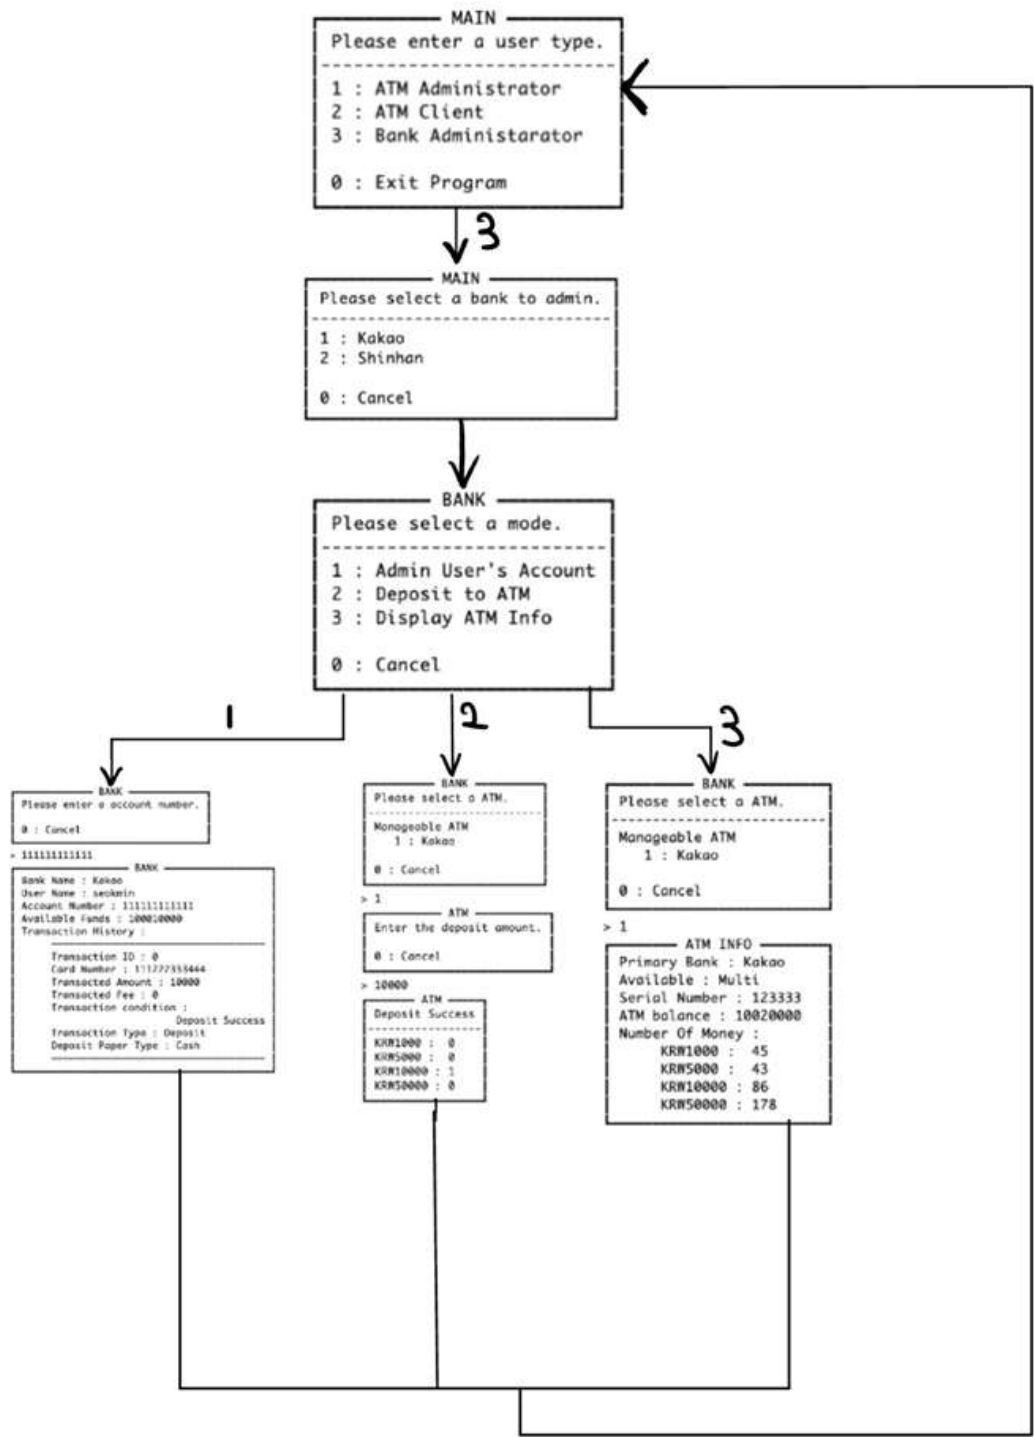 MAIN
Please enter a user type.
1 : ATM Administrator
2 : ATM Client
3 : Bank Administarator
0 : Exit Program
3
MAIN
Please select a bank to admin.
1 : Kakao
2 : Shinhan
0 : Cancel
BANK
Please select a mode.
1 : Admin User's Account
2 : Deposit to ATM
3 : Display ATM Info
0 : Cancel
1
2
3
BANK
Please enter a account number.
0 : Cancel
> 111111111111
BANK
Bank Name : Kakao
User Name : seokmin
Account Number : 111111111111
Available Funds : 100010000
Transaction History :
Transaction ID : 0
Card Number : 111222333444
Transacted Amount : 10000
Transacted Fee : 0
Transaction condition :
Deposit Success
Transaction Type : Deposit
Deposit Paper Type : Cash
BANK
Please select a ATM.
Manageable ATM
1 : Kakao
0 : Cancel
> 1
ATM
Enter the deposit amount.
0 : Cancel
> 10000
ATM
Deposit Success
KRW1000 : 0
KRW5000 : 0
KRW10000 : 1
KRW50000 : 0
BANK
Please select a ATM.
Manageable ATM
1 : Kakao
0 : Cancel
> 1
ATM INFO
Primary Bank : Kakao
Available : Multi
Serial Number : 123333
ATM balance : 10020000
Number Of Money :
KRW1000 : 45
KRW5000 : 43
KRW10000 : 86
KRW50000 : 178